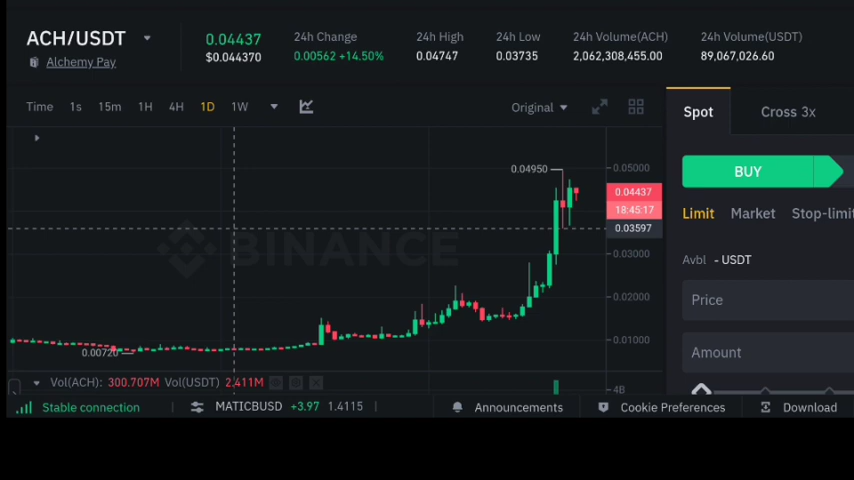 ACH/USDT
Alchemy Pay
0.04437
$0.044370
24h Change
0.00562 +14.50%
24h High
0.04747
24h Low
0.03735
24h Volume(ACH)
2,062,308,455.00
24h Volume(USDT)
89,067,026.60
Time 1s 15m 1H 4H 1D 1W
Original
Spot Cross 3x
BUY
Limit Market Stop-limit
Avbl - USDT
Price
Amount
0.04950
0.05000
0.04437
18:45:17
0.03597
0.03000
0.02000
0.01000
BINANCE
0.00720
Vol(ACH): 300.707M Vol(USDT) 2.411M
4B
Stable connection
MATICBUSD +3.97 1.4115
Announcements
Cookie Preferences
Download